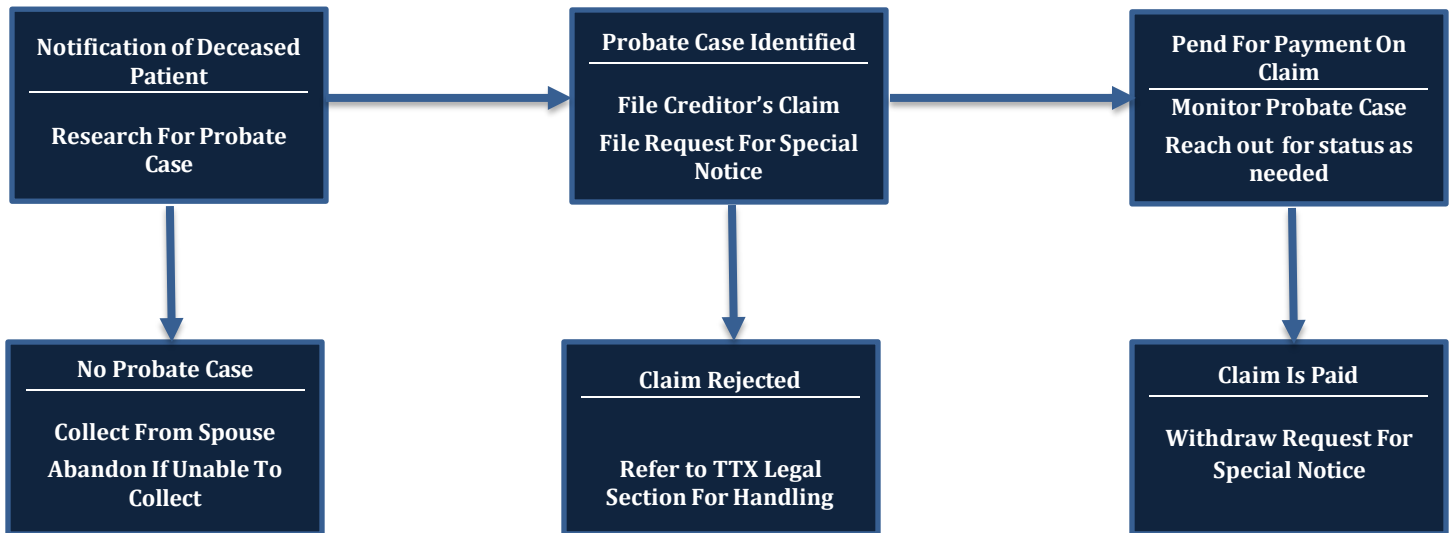 Notification of Deceased
Patient
Research For Probate
Case
Probate Case Identified
File Creditor's Claim
File Request For Special
Notice
Pend For Payment On
Claim
Monitor Probate Case
Reach out for status as
needed
No Probate Case
Collect From Spouse
Abandon If Unable To
Collect
Claim Rejected
Refer to TTX Legal
Section For Handling
Claim Is Paid
Withdraw Request For
Special Notice